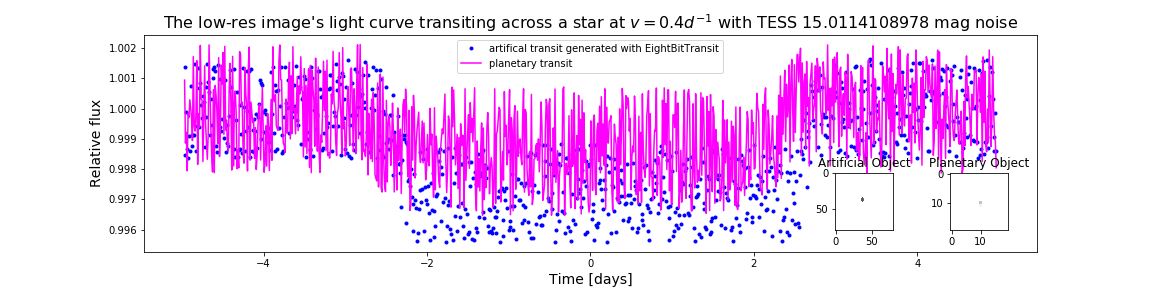 The low-res image's light curve transiting across a star at v = 0.4d⁻¹ with TESS 15.0114108978 mag noise
artifical transit generated with EightBitTransit
planetary transit
Relative flux
1.002
1.001
1.000
0.999
0.998
0.997
0.996
−4
−2
0
2
4
Time [days]
Artificial Object
0
50
0
50
Planetary Object
0
10
0
10